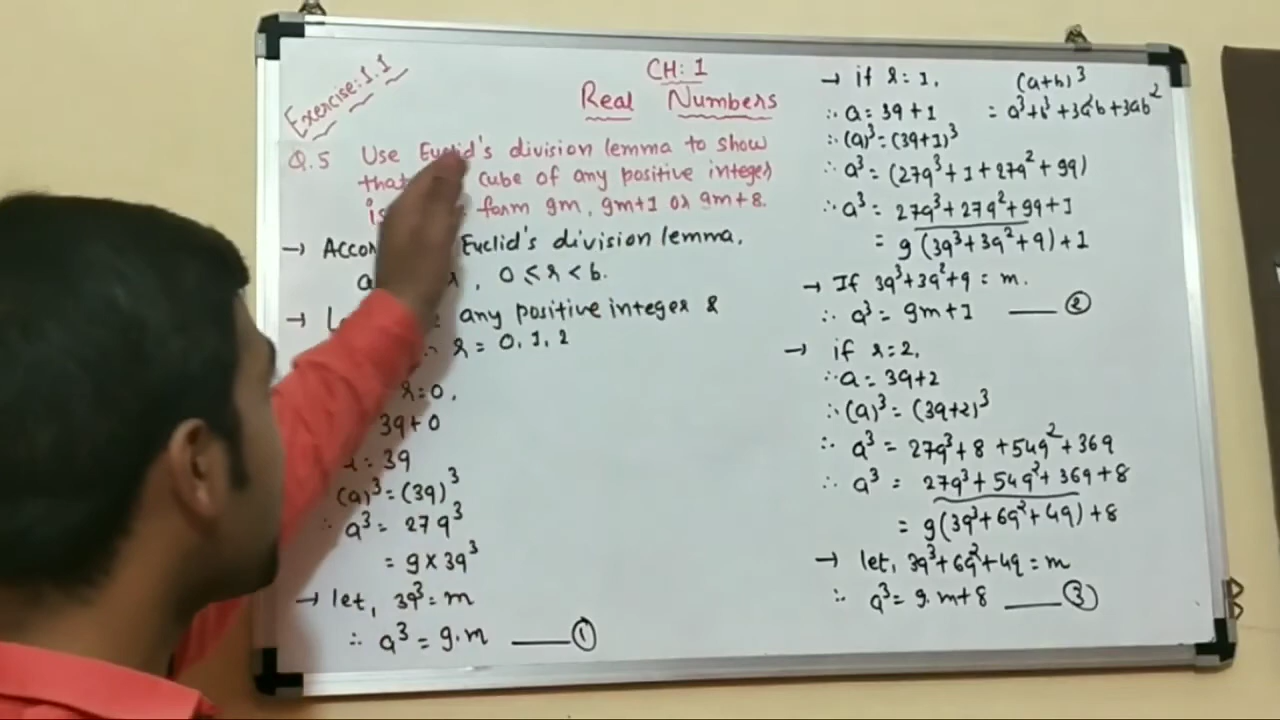 Exercise: 1.1
CH: 1
Real Numbers
Q.5 Use Euclid's division lemma to show
that cube of any positive integer
is form 9m, 9m+1 or 9m+8.
→ Euclid's division lemma,
a , 0 ≤ r < b.
→ any positive integer &
∴ r = 0, 1, 2
r=0,
3q+0
= 3q
(a)³=(3q)³
∴ a³ = 27q³
= 9×3q³
→ let, 3q³=m
∴ a³ = 9.m —— ①
→ if r=1,
∴ a = 3q+1
∴ (a)³=(3q+1)³
∴ a³ = (27q³+1+27q²+9q)
∴ a³ = 27q³+27q²+9q+1
= 9(3q³+3q²+q)+1
→ If 3q³+3q²+q = m.
∴ a³ = 9m+1 —— ②
→ if r=2,
∴ a = 3q+2
∴ (a)³=(3q+2)³
∴ a³ = 27q³+8+54q²+36q
∴ a³ = 27q³+54q²+36q+8
= 9(3q³+6q²+4q)+8
→ let, 3q³+6q²+4q=m
∴ a³= 9.m+8 —— ③
(a+b)³
= a³+b³+3a²b+3ab²